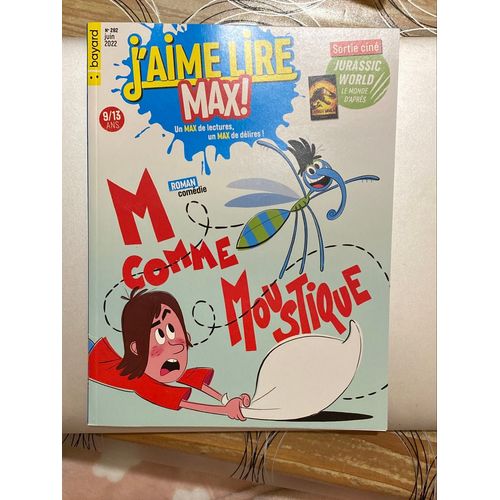 bayard
N° 292
juin
2022
j'AiME LiRE
MAX!
9/13
ANS
Un MAX de lectures,
un MAX de délires !
Sortie ciné
JURASSIC
WORLD
LE MONDE
D'APRÈS
ROMAN
comédie
M
COMME
MOUSTIQUE